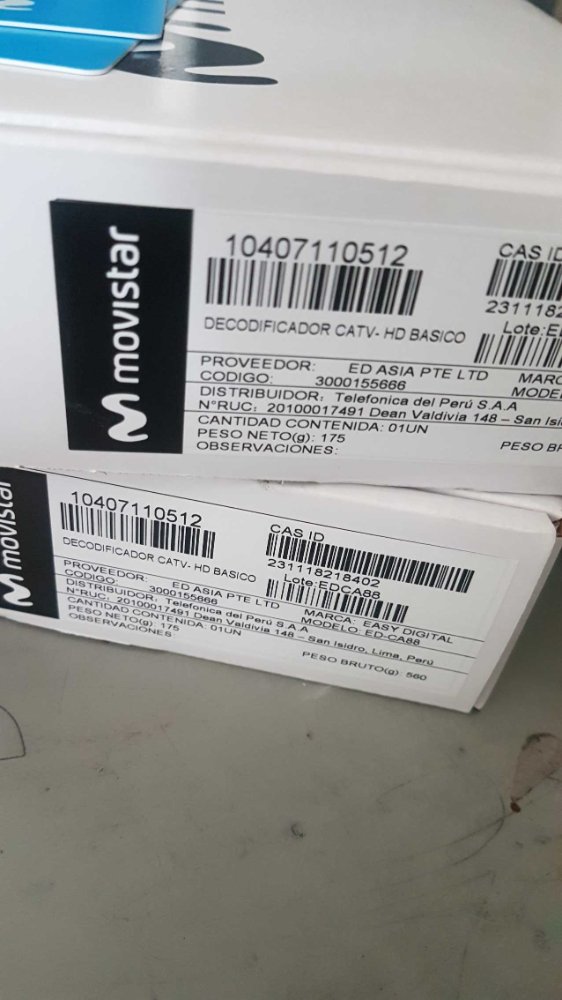 movistar
10407110512
DECODIFICADOR CATV- HD BASICO
CAS ID
2311182
Lote:
PROVEEDOR: ED ASIA PTE LTD
CODIGO: 3000155666
DISTRIBUIDOR: Telefonica del Perú S.A.A
N°RUC: 20100017491 Dean Valdivia 148 – San
CANTIDAD CONTENIDA: 01UN
PESO NETO(g): 175
OBSERVACIONES:
PESO
movistar
10407110512
DECODIFICADOR CATV- HD BASICO
CAS ID
231118218402
Lote:EDCA88
PROVEEDOR: ED ASIA PTE LTD
CODIGO: 3000155666
MARCA: EASY DIGITAL
MODELO: ED-CA88
DISTRIBUIDOR: Telefonica del Perú S.A.A
N°RUC: 20100017491 Dean Valdivia 148 – San Isidro, Lima, Perú
CANTIDAD CONTENIDA: 01UN
PESO NETO(g): 175
OBSERVACIONES:
PESO BRUTO(g): 560